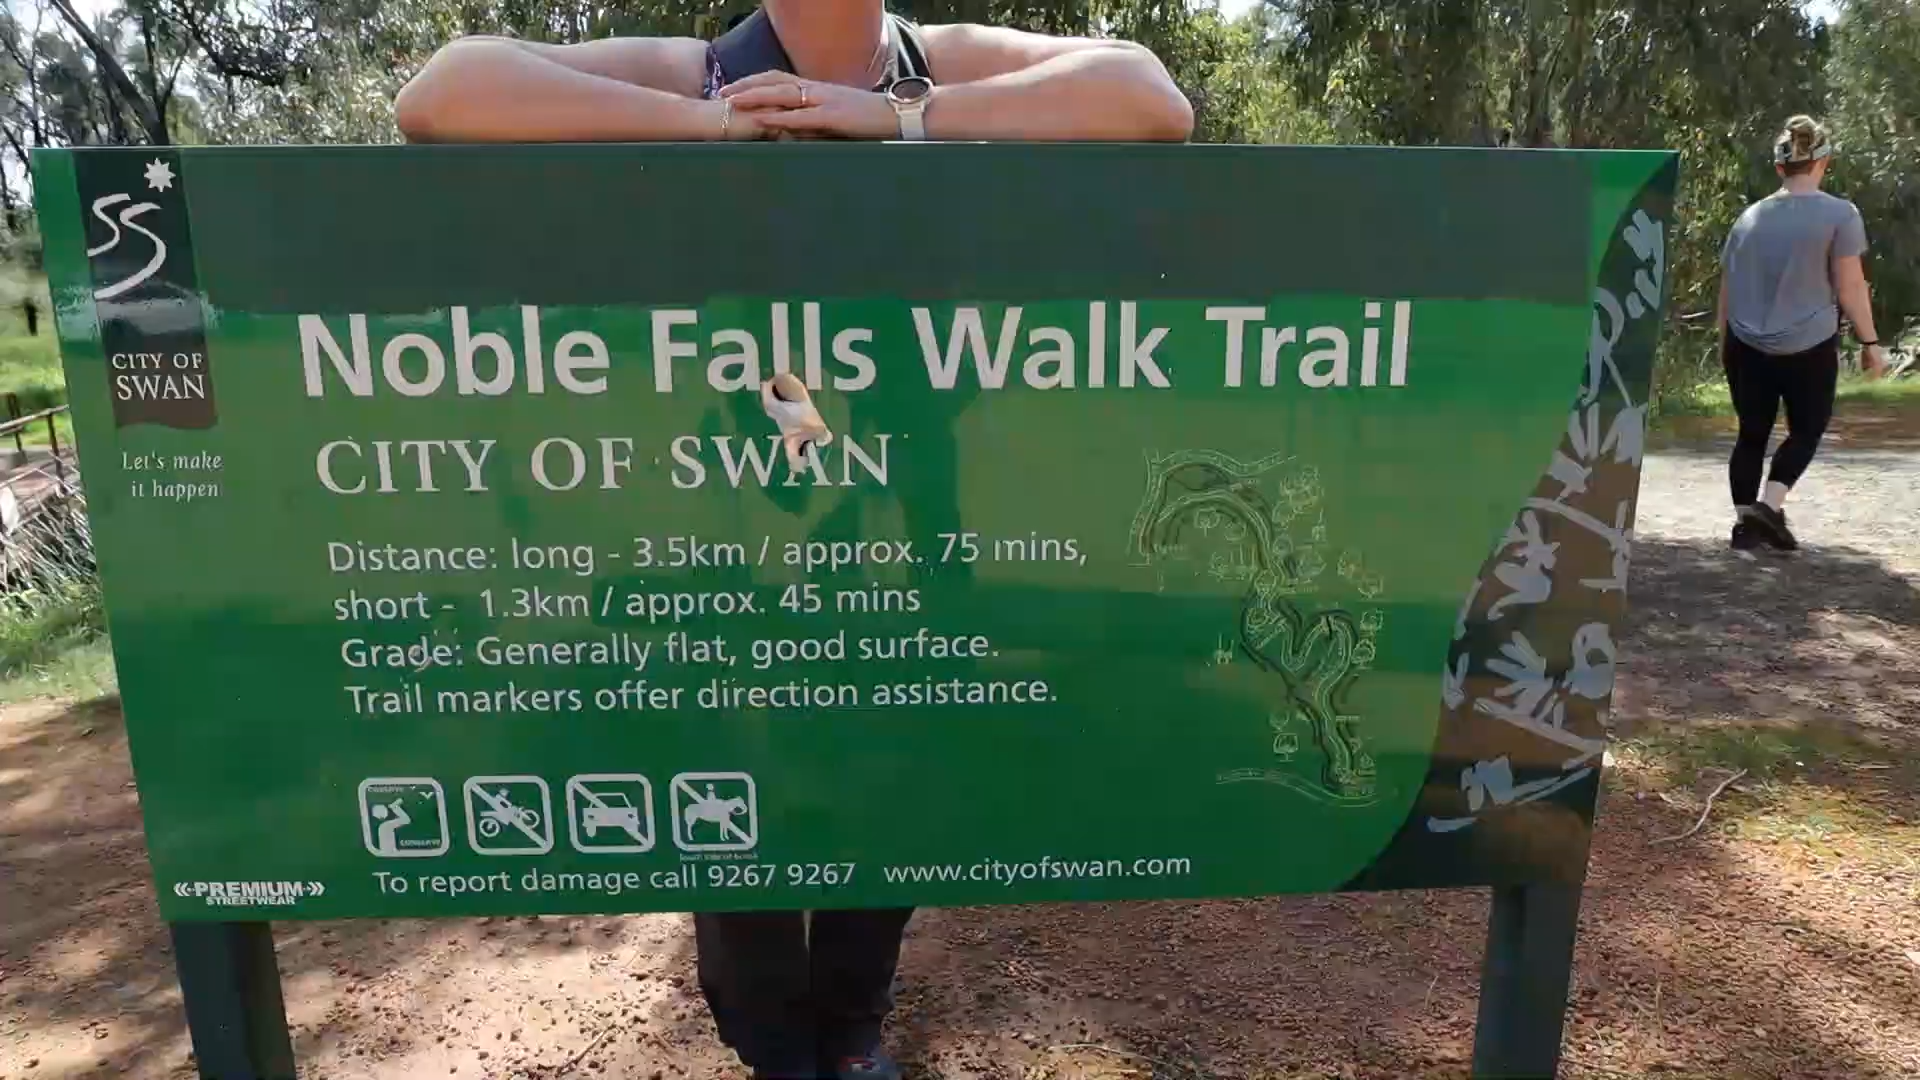 CITY OF
SWAN
Let's make
it happen
Noble Falls Walk Trail
CITY OF SWAN
Distance: long - 3.5km / approx. 75 mins,
short - 1.3km / approx. 45 mins
Grade: Generally flat, good surface.
Trail markers offer direction assistance.
To report damage call 9267 9267 www.cityofswan.com
PREMIUM
STREETWEAR